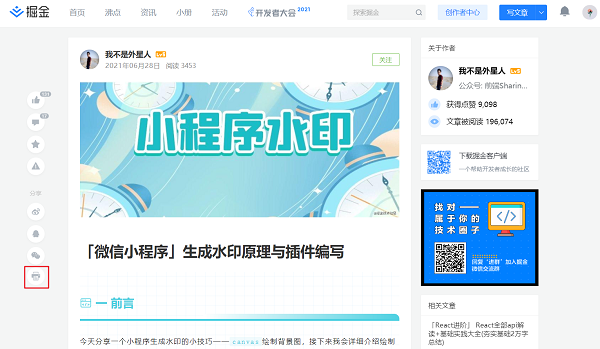 掘金 首页 沸点 资讯 小册 活动 开发者大会 2021 探索掘金 创作者中心 写文章
我不是外星人
2021年06月28日 阅读 3453
关注
小程序水印
「微信小程序」生成水印原理与插件编写
一 前言
今天分享一个小程序生成水印的小技巧—— canvas 绘制背景图，接下来我会详细介绍绘制
分享
关于作者
我不是外星人
公众号: 前端Sharin...
获得点赞 9,098
文章被阅读 196,074
下载掘金客户端
一个帮助开发者成长的社区
找对——
属于你的
技术圈子
回复“进群”加入掘金
微信交流群
相关文章
「React进阶」 React全部api解
读+基础实践大全(夯实基础2万字
总结)